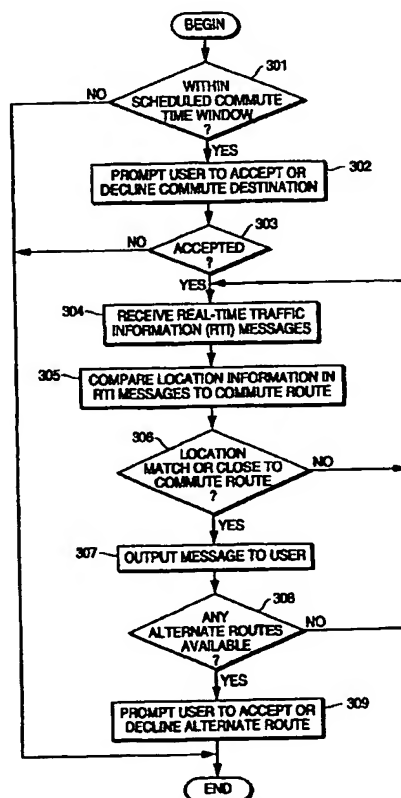 BEGIN
301
NO
WITHIN
SCHEDULED COMMUTE
TIME WINDOW
?
YES
302
PROMPT USER TO ACCEPT OR
DECLINE COMMUTE DESTINATION
303
NO
ACCEPTED
?
YES
304
RECEIVE REAL-TIME TRAFFIC
INFORMATION (RTI) MESSAGES
305
COMPARE LOCATION INFORMATION IN
RTI MESSAGES TO COMMUTE ROUTE
306
LOCATION
MATCH OR CLOSE TO
COMMUTE ROUTE
?
NO
YES
307
OUTPUT MESSAGE TO USER
308
ANY
ALTERNATE ROUTES
AVAILABLE
?
NO
YES
309
PROMPT USER TO ACCEPT OR
DECLINE ALTERNATE ROUTE
END